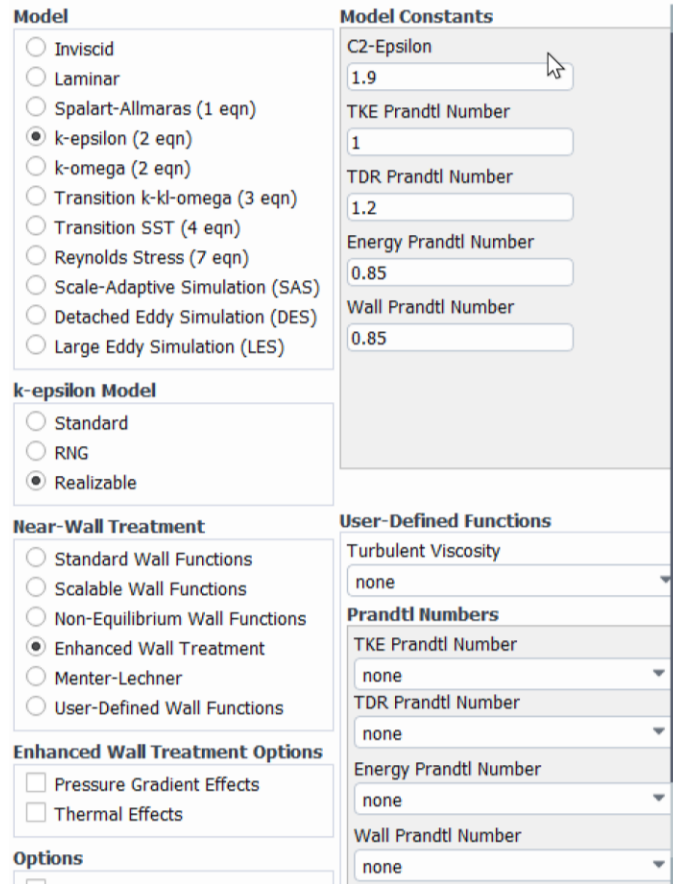 Model
Inviscid
Laminar
Spalart-Allmaras (1 eqn)
k-epsilon (2 eqn)
k-omega (2 eqn)
Transition k-kl-omega (3 eqn)
Transition SST (4 eqn)
Reynolds Stress (7 eqn)
Scale-Adaptive Simulation (SAS)
Detached Eddy Simulation (DES)
Large Eddy Simulation (LES)
k-epsilon Model
Standard
RNG
Realizable
Near-Wall Treatment
Standard Wall Functions
Scalable Wall Functions
Non-Equilibrium Wall Functions
Enhanced Wall Treatment
Menter-Lechner
User-Defined Wall Functions
Enhanced Wall Treatment Options
Pressure Gradient Effects
Thermal Effects
Options
Model Constants
C2-Epsilon
1.9
TKE Prandtl Number
1
TDR Prandtl Number
1.2
Energy Prandtl Number
0.85
Wall Prandtl Number
0.85
User-Defined Functions
Turbulent Viscosity
none
Prandtl Numbers
TKE Prandtl Number
none
TDR Prandtl Number
none
Energy Prandtl Number
none
Wall Prandtl Number
none